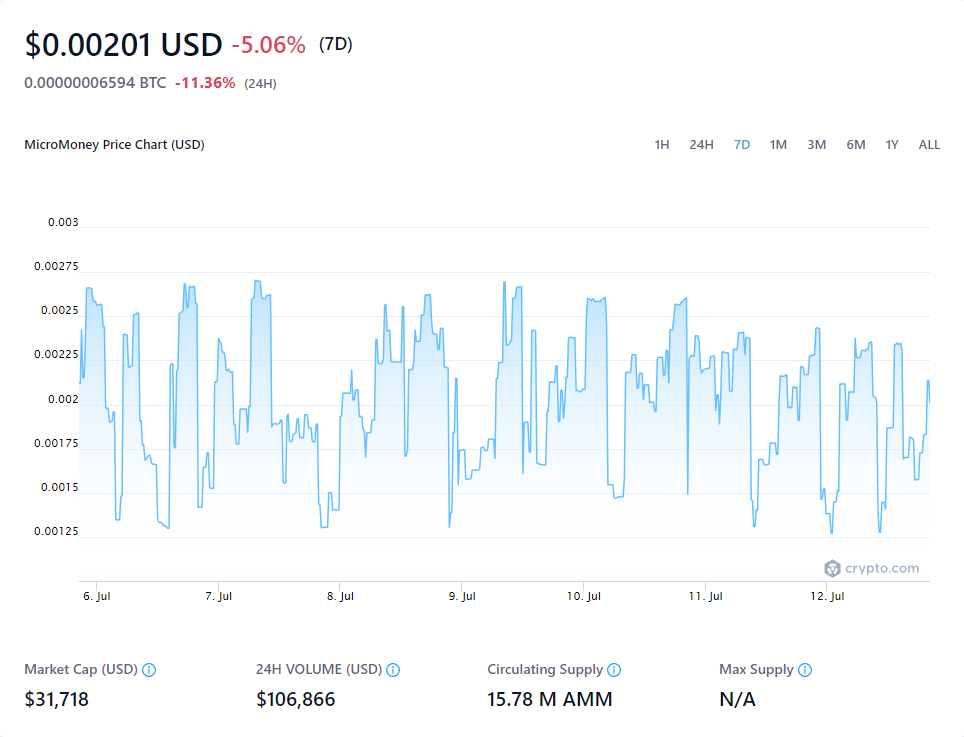 $0.00201 USD -5.06% (7D)
0.00000006594 BTC -11.36% (24H)
MicroMoney Price Chart (USD) 1H 24H 7D 1M 3M 6M 1Y ALL
0.003
0.00275
0.0025
0.00225
0.002
0.00175
0.0015
0.00125
crypto.com
6. Jul 7. Jul 8. Jul 9. Jul 10. Jul 11. Jul 12. Jul
Market Cap (USD) 24H VOLUME (USD) Circulating Supply Max Supply
$31,718 $106,866 15.78 M AMM N/A